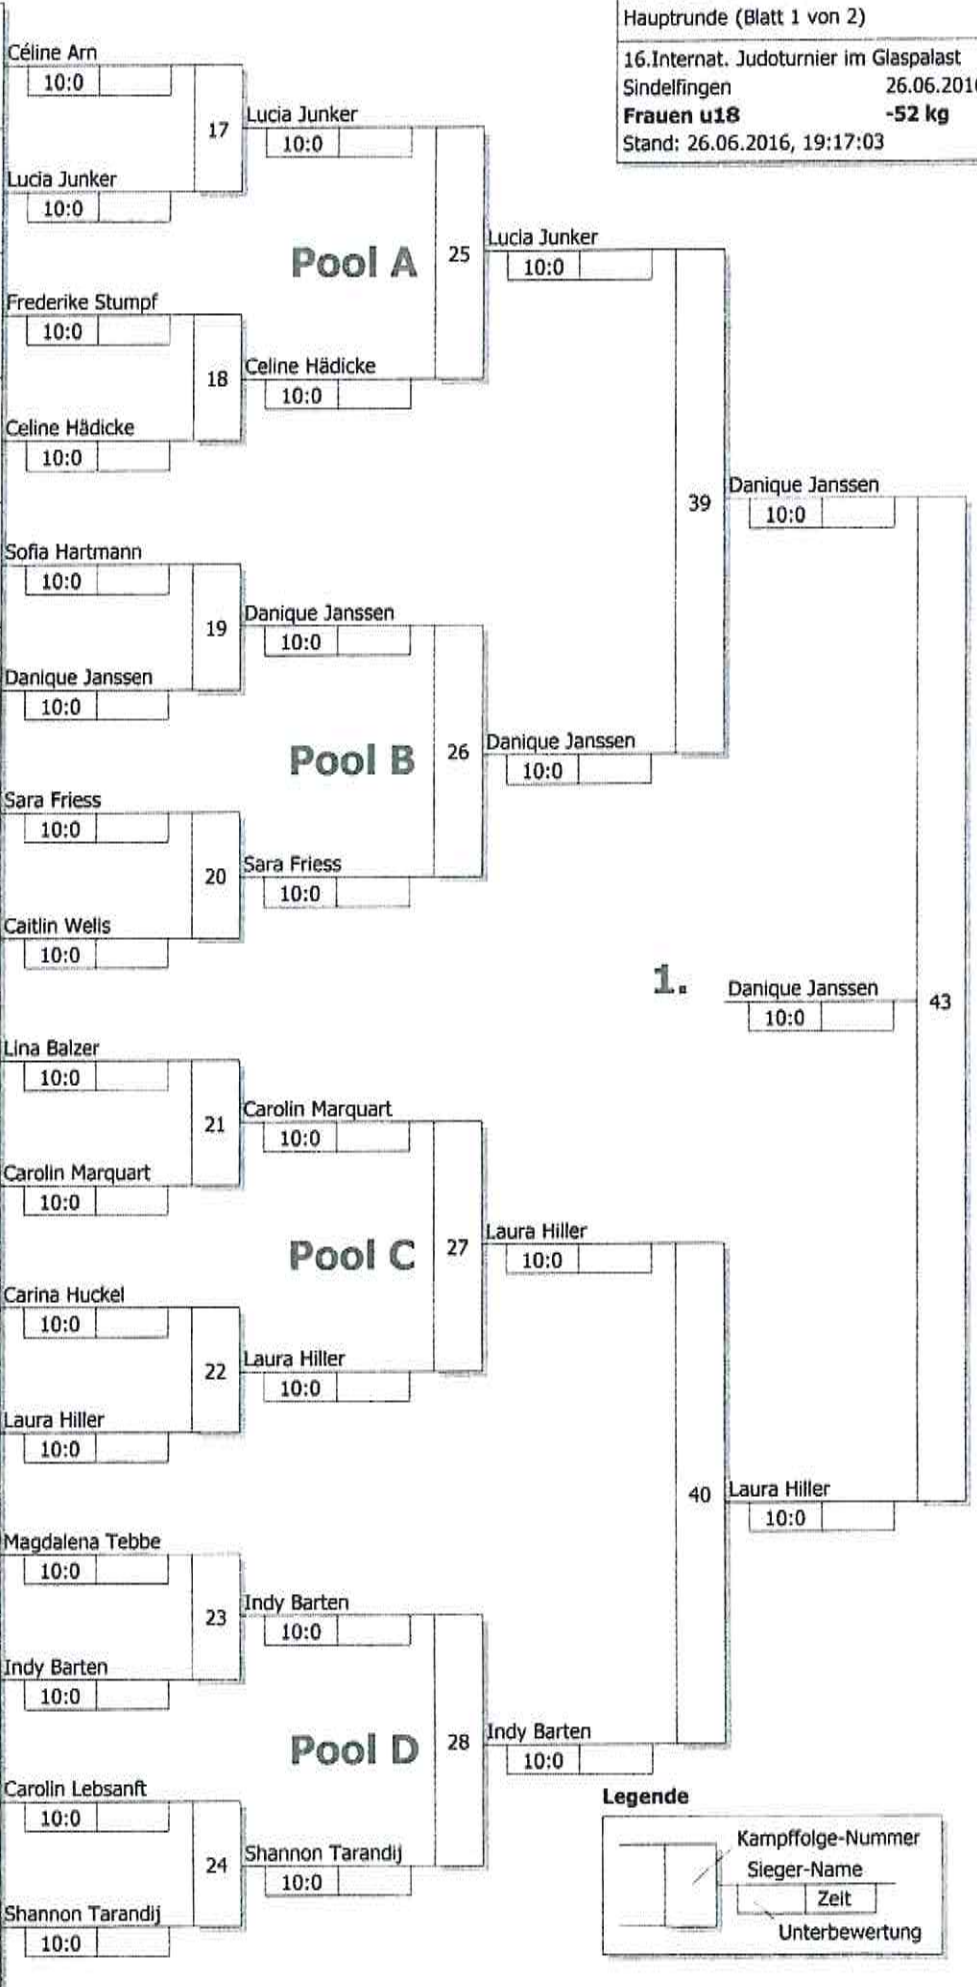 Hauptrunde (Blatt 1 von 2)
16.Internat. Judoturnier im Glaspalast
Sindelfingen 26.06.2016
Frauen u18 -52 kg
Stand: 26.06.2016, 19:17:03
Céline Arn
10:0
17
Lucia Junker
10:0
Lucia Junker
10:0
Pool A
25
Lucia Junker
10:0
Frederike Stumpf
10:0
18
Celine Hädicke
10:0
Celine Hädicke
10:0
39
Danique Janssen
10:0
Sofia Hartmann
10:0
19
Danique Janssen
10:0
Danique Janssen
10:0
Pool B
26
Danique Janssen
10:0
Sara Friess
10:0
20
Sara Friess
10:0
Caitlin Wells
10:0
1.
Danique Janssen
10:0
43
Lina Balzer
10:0
21
Carolin Marquart
10:0
Carolin Marquart
10:0
Pool C
27
Laura Hiller
10:0
Carina Huckel
10:0
22
Laura Hiller
10:0
Laura Hiller
10:0
40
Laura Hiller
10:0
Magdalena Tebbe
10:0
23
Indy Barten
10:0
Indy Barten
10:0
Pool D
28
Indy Barten
10:0
Carolin Lebsanft
10:0
24
Shannon Tarandij
10:0
Shannon Tarandij
10:0
Legende
Kampffolge-Nummer
Sieger-Name
Zeit
Unterbewertung